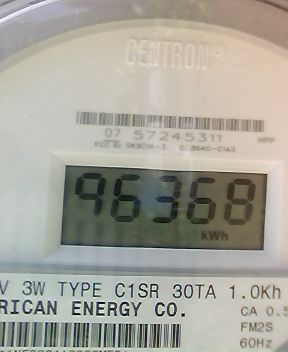 CENTRON®
07 57245311
96368
kWh
V 3W TYPE C1SR 30TA 1.0Kh
RICAN ENERGY CO.
CA 0.5
FM2S
60Hz